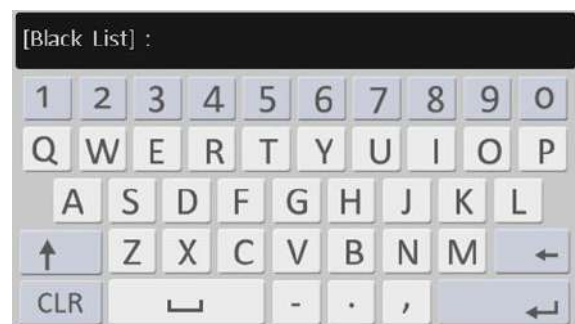 [Black List] :
1 2 3 4 5 6 7 8 9 0
Q W E R T Y U I O P
A S D F G H J K L
↑ Z X C V B N M ←
CLR ␣ - . , ↵